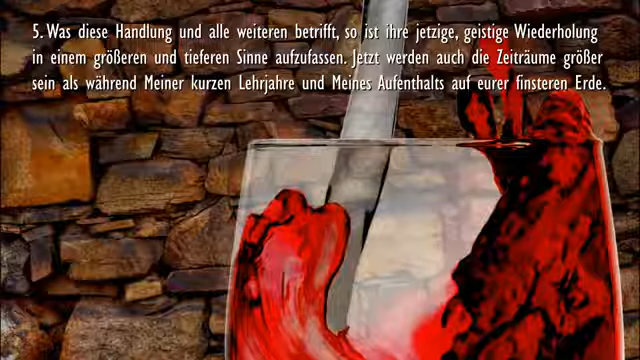 5. Was diese Handlung und alle weiteren betrifft, so ist ihre jetzige, geistige Wiederholung
in einem größeren und tieferen Sinne aufzufassen. Jetzt werden auch die Zeiträume größer
sein als während Meiner kurzen Lehrjahre und Meines Aufenthalts auf eurer finsteren Erde.